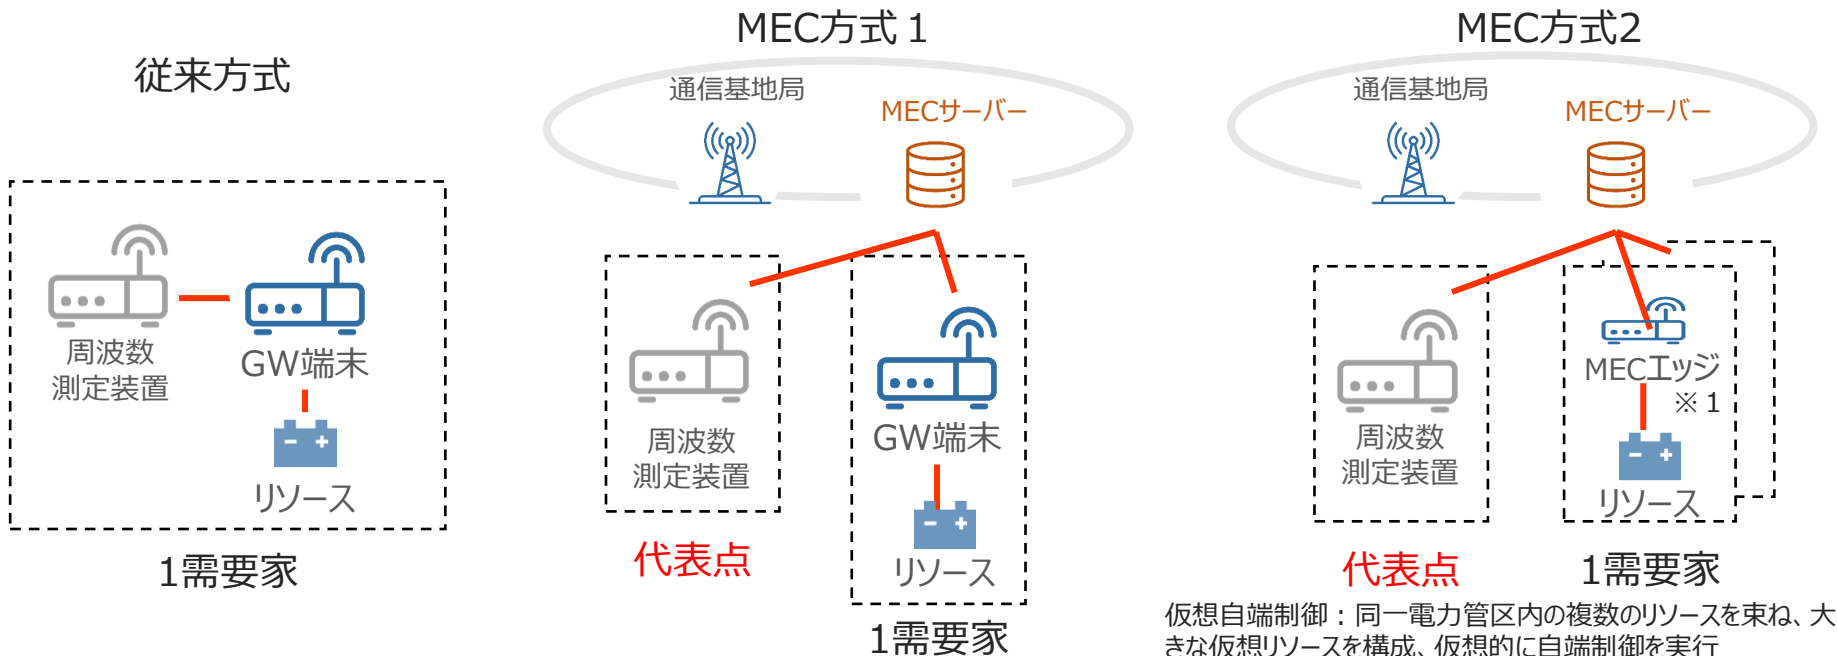 従来方式
周波数
測定装置
GW端末
リソース
1需要家
MEC方式1
通信基地局
MECサーバー
周波数
測定装置
代表点
GW端末
リソース
1需要家
MEC方式2
通信基地局
MECサーバー
周波数
測定装置
代表点
MECエッジ
※1
リソース
1需要家
仮想自端制御：同一電力管区内の複数のリソースを束ね、大
きな仮想リソースを構成、仮想的に自端制御を実行